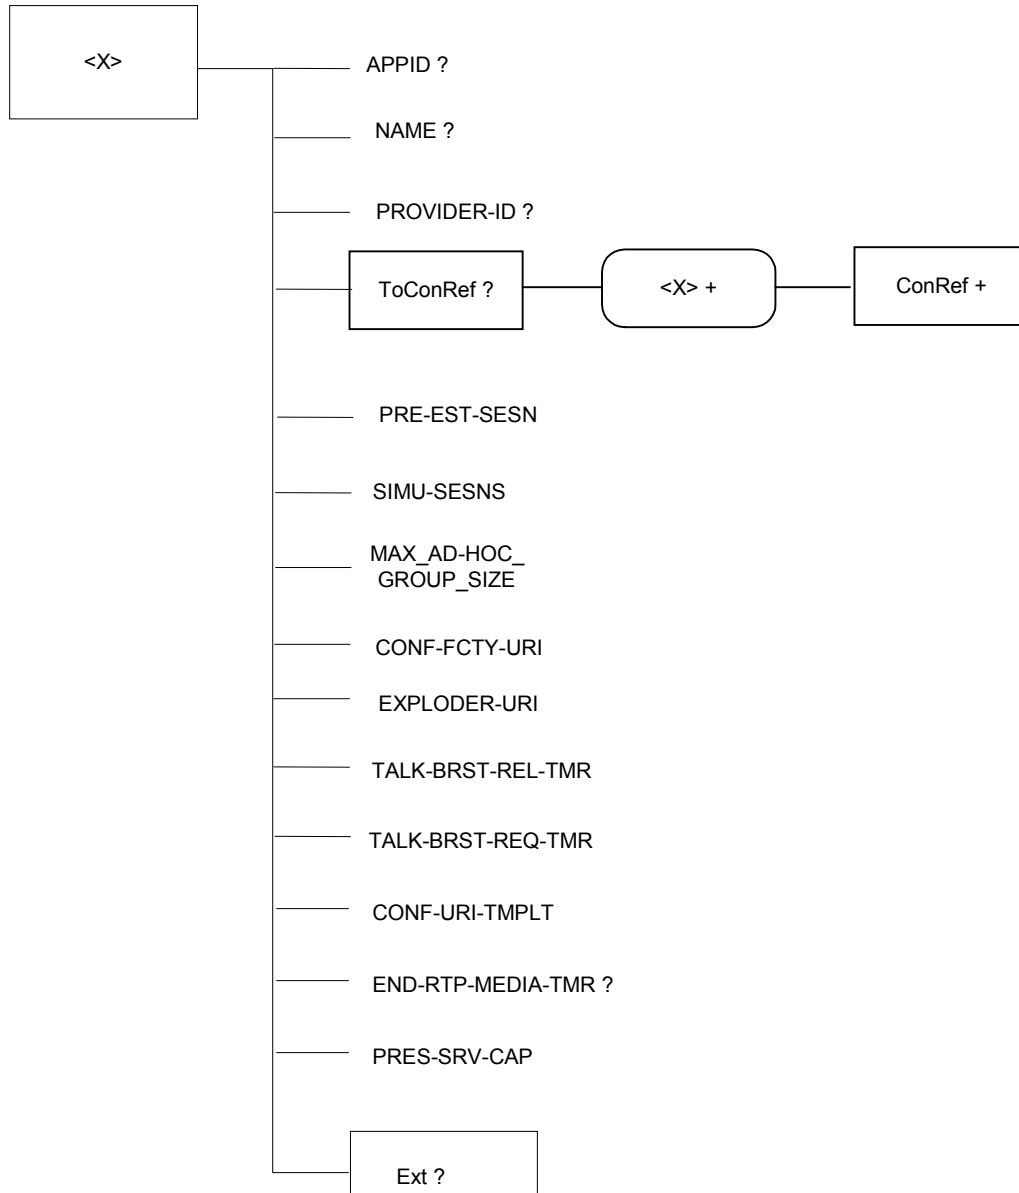 <X>
APPID ?
NAME ?
PROVIDER-ID ?
ToConRef ?
<X> +
ConRef +
PRE-EST-SESN
SIMU-SESNS
MAX_AD-HOC_
GROUP_SIZE
CONF-FCTY-URI
EXPLODER-URI
TALK-BRST-REL-TMR
TALK-BRST-REQ-TMR
CONF-URI-TMPLT
END-RTP-MEDIA-TMR ?
PRES-SRV-CAP
Ext ?